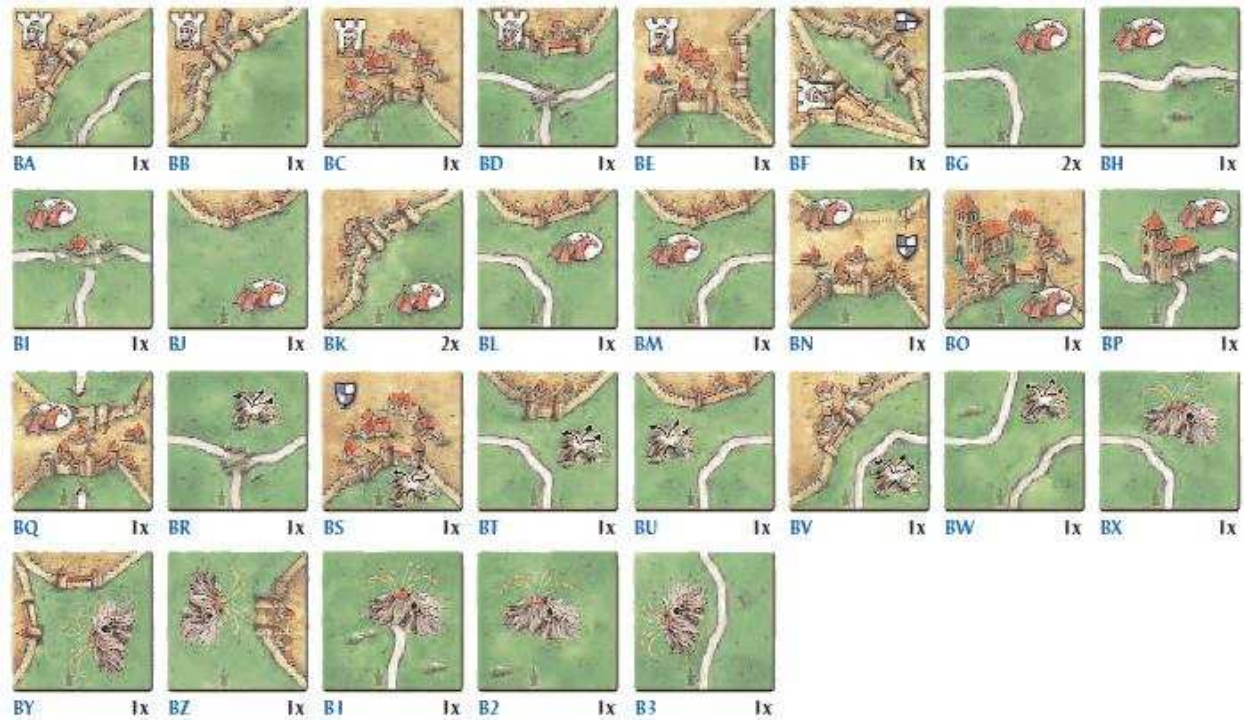 BA 1x BB 1x BC 1x BD 1x BE 1x BF 1x BG 2x BH 1x
BI 1x BJ 1x BK 2x BL 1x BM 1x BN 1x BO 1x BP 1x
BQ 1x BR 1x BS 1x BT 1x BU 1x BV 1x BW 1x BX 1x
BY 1x BZ 1x B1 1x B2 1x B3 1x